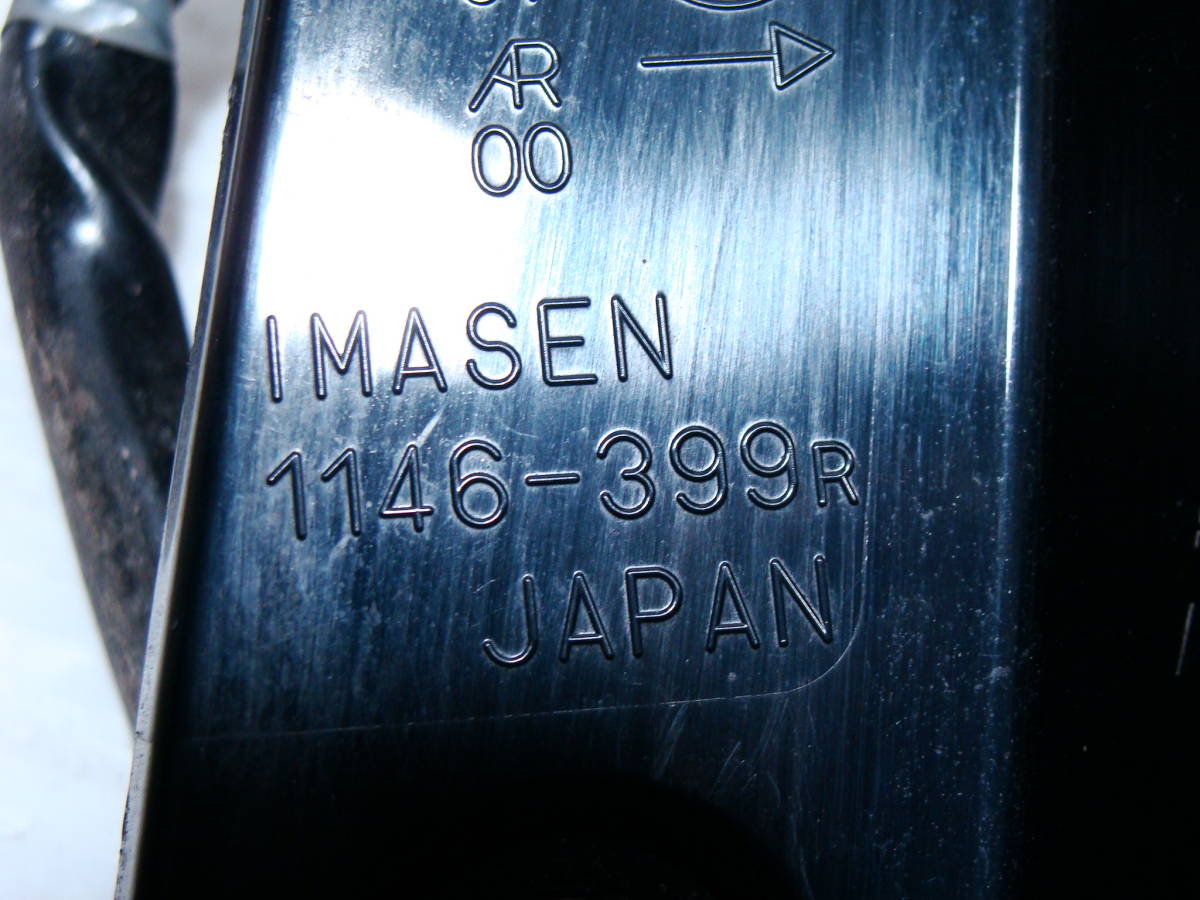 AR
00
IMASEN
1146-399R
JAPAN